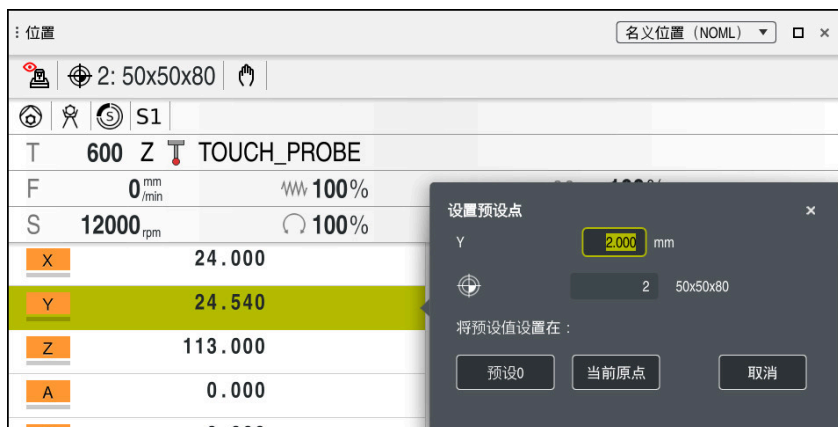 位置 名义位置 (NOML)
2: 50x50x80
S S1
T 600 Z TOUCH_PROBE
F 0 mm/min 100%
S 12000 rpm 100%
X 24.000
Y 24.540
Z 113.000
A 0.000
设置预设点 ×
Y 2.000 mm
2 50x50x80
将预设值设置在：
预设0 当前原点 取消